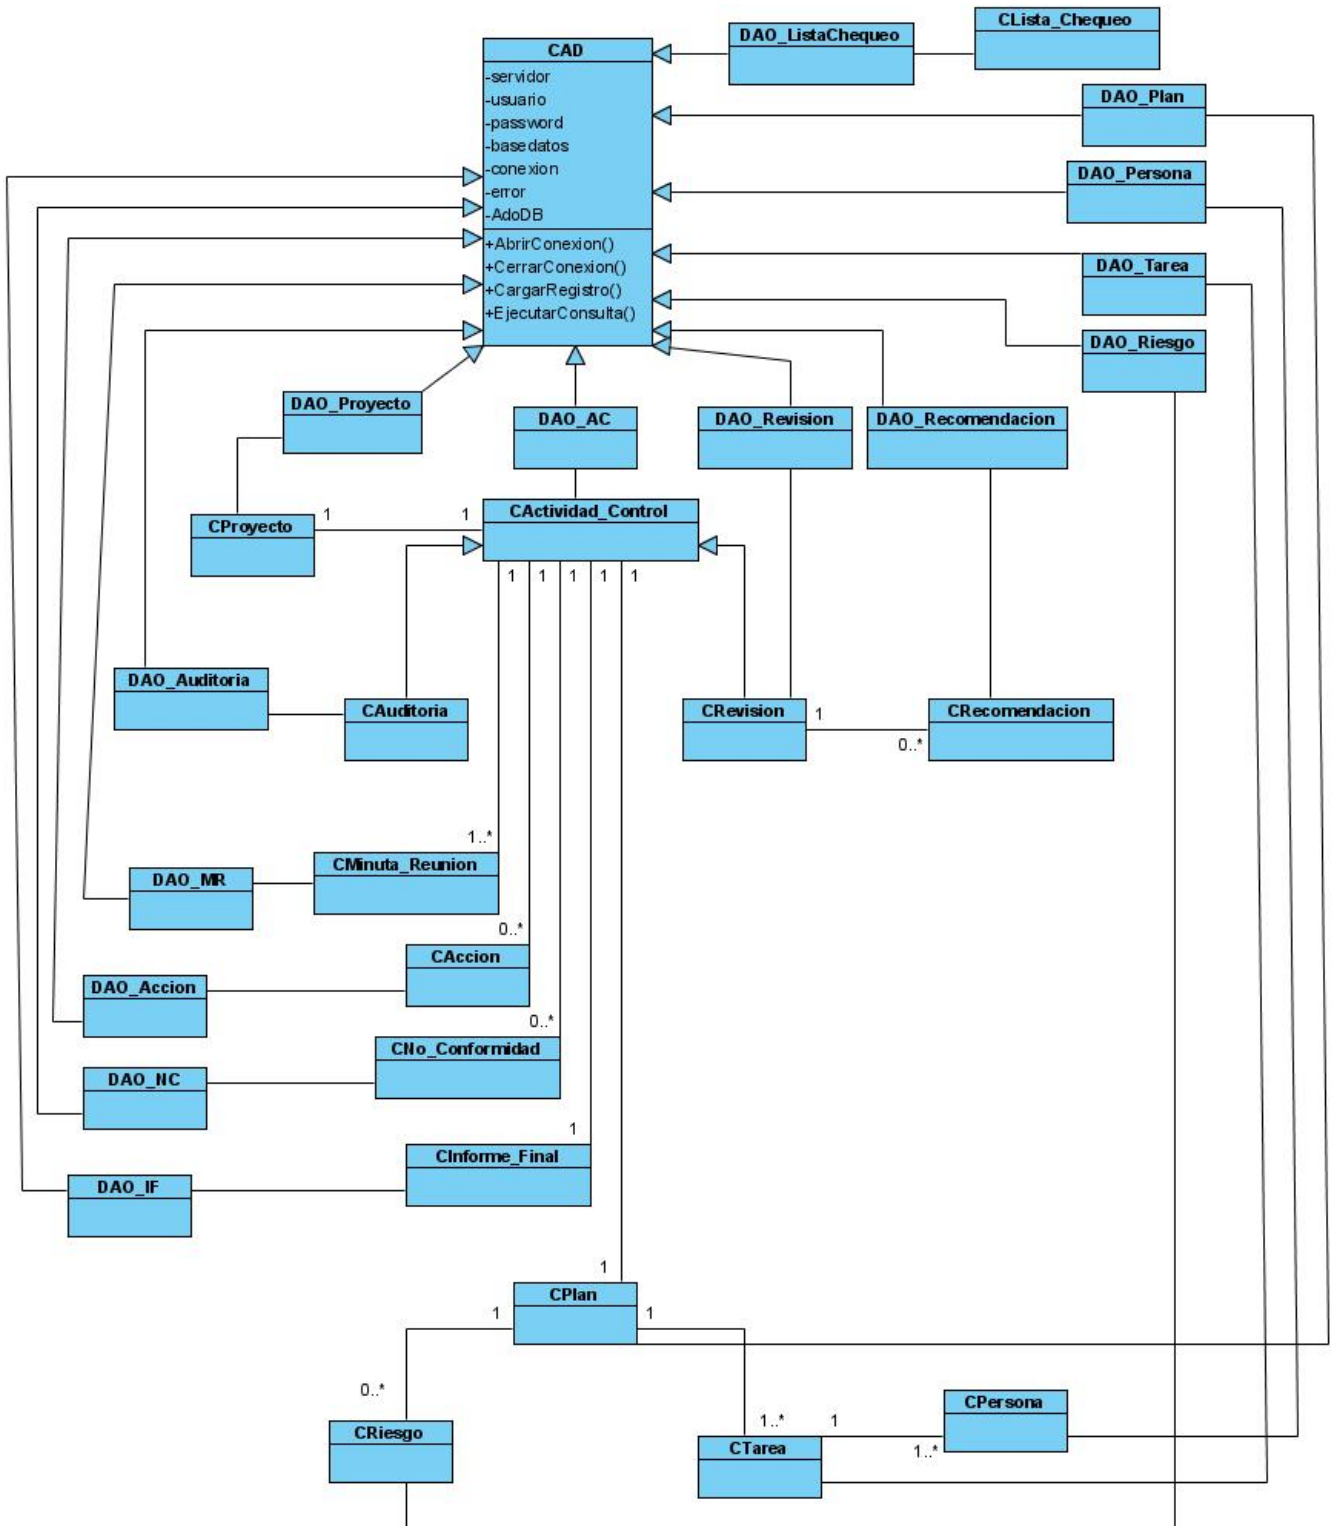 CLista_Chequeo
DAO_ListaChequeo
CAD
-servidor
-usuario
-password
-basedatos
-conexion
-error
-AdoDB
+AbrirConexion()
+CerrarConexion()
+CargarRegistro()
+EjecutarConsulta()
DAO_Plan
DAO_Persona
DAO_Tarea
DAO_Riesgo
DAO_Proyecto
DAO_AC
DAO_Revision
DAO_Recomendacion
CProyecto
1
1
CActividad_Control
1
1
1
1
1
DAO_Auditoria
CAuditoria
CRevision
1
0..*
CRecomendacion
1..*
DAO_MR
CMinuta_Reunion
0..*
DAO_Accion
CAccion
0..*
DAO_NC
CNo_Conformidad
1
DAO_IF
CInforme_Final
1
CPlan
1
1
0..*
CRiesgo
1..*
1
1..*
CPersona
CTarea